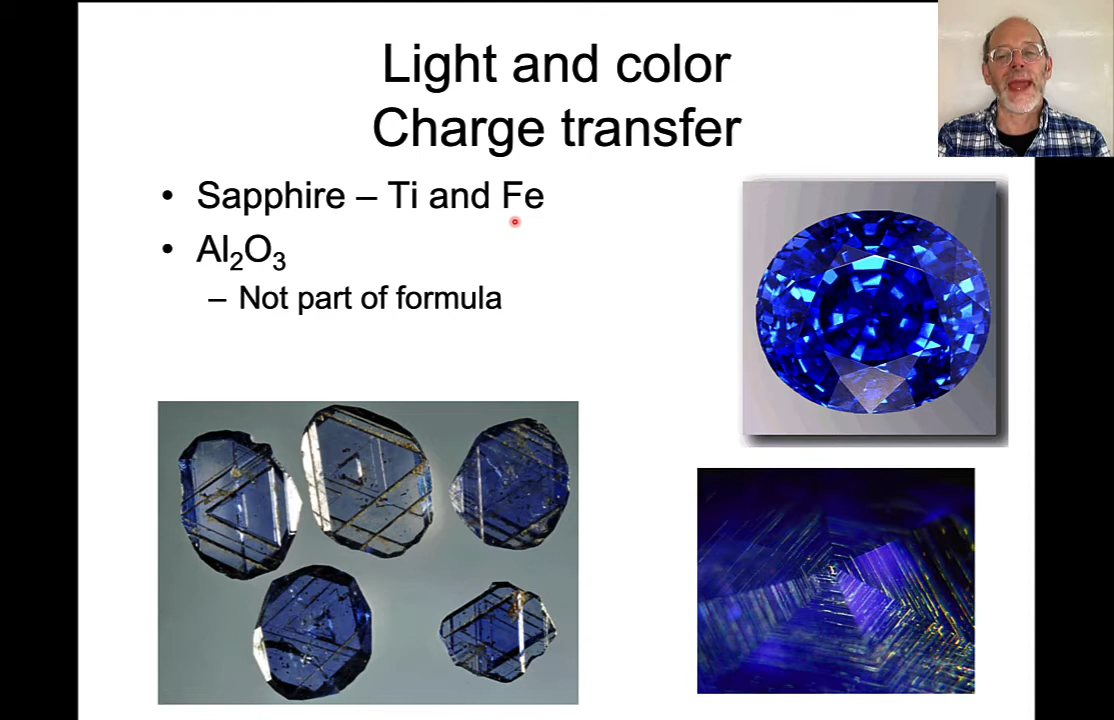 Light and color
Charge transfer
• Sapphire – Ti and Fe
• Al₂O₃
– Not part of formula